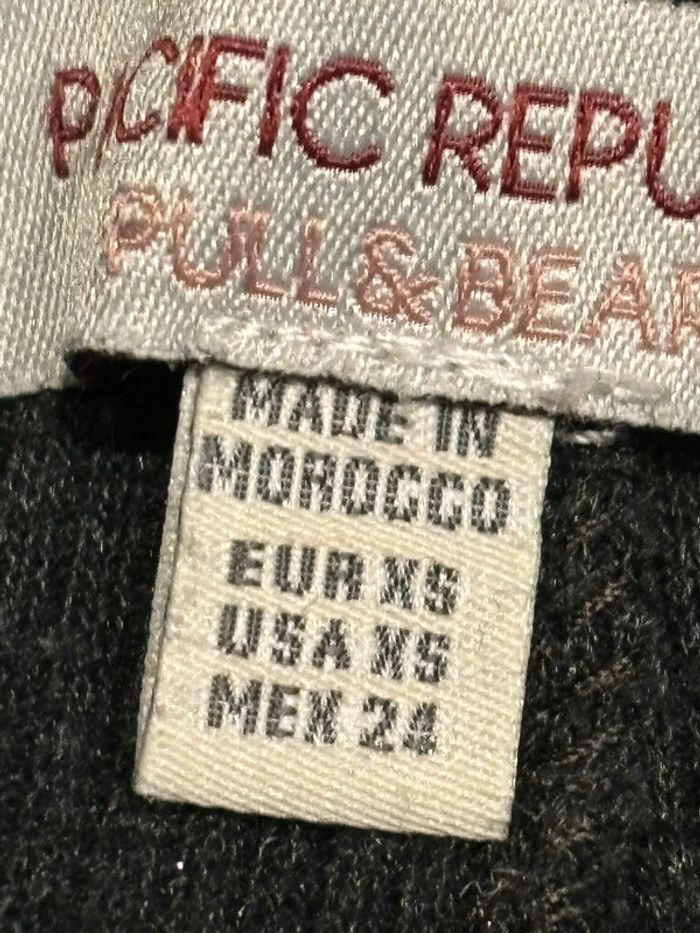 PACIFIC REPU
PULL&BEAR
MADE IN
MOROCCO
EUR XS
USA XS
MEX 24